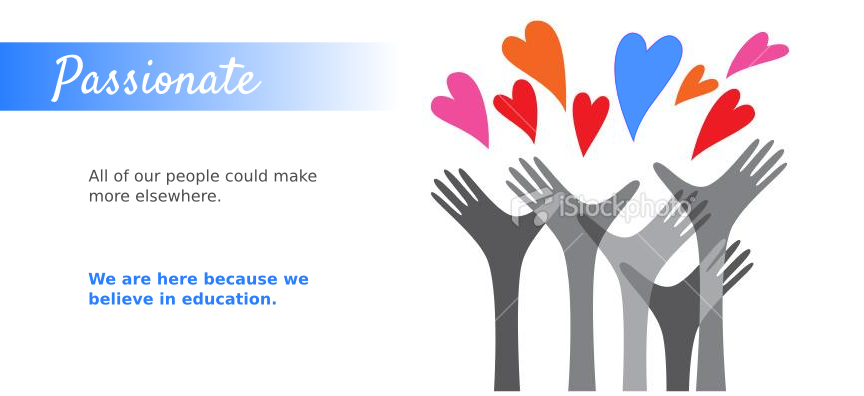 Passionate
All of our people could make
more elsewhere.
We are here because we
believe in education.
iStockphoto